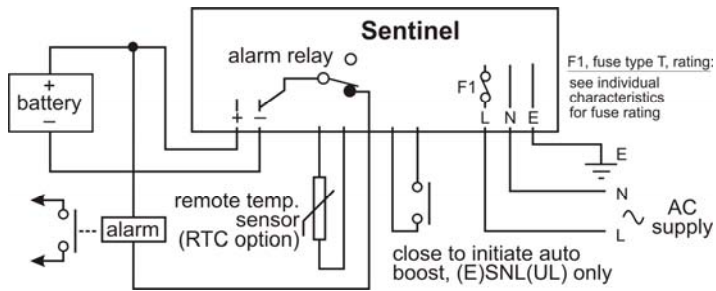 Sentinel
alarm relay
F1, fuse type T, rating:
see individual
characteristics
for fuse rating
F1
+
battery
–
+ –
L N E
E
N
L
AC
supply
remote temp.
sensor
(RTC option)
alarm
close to initiate auto
boost, (E)SNL(UL) only